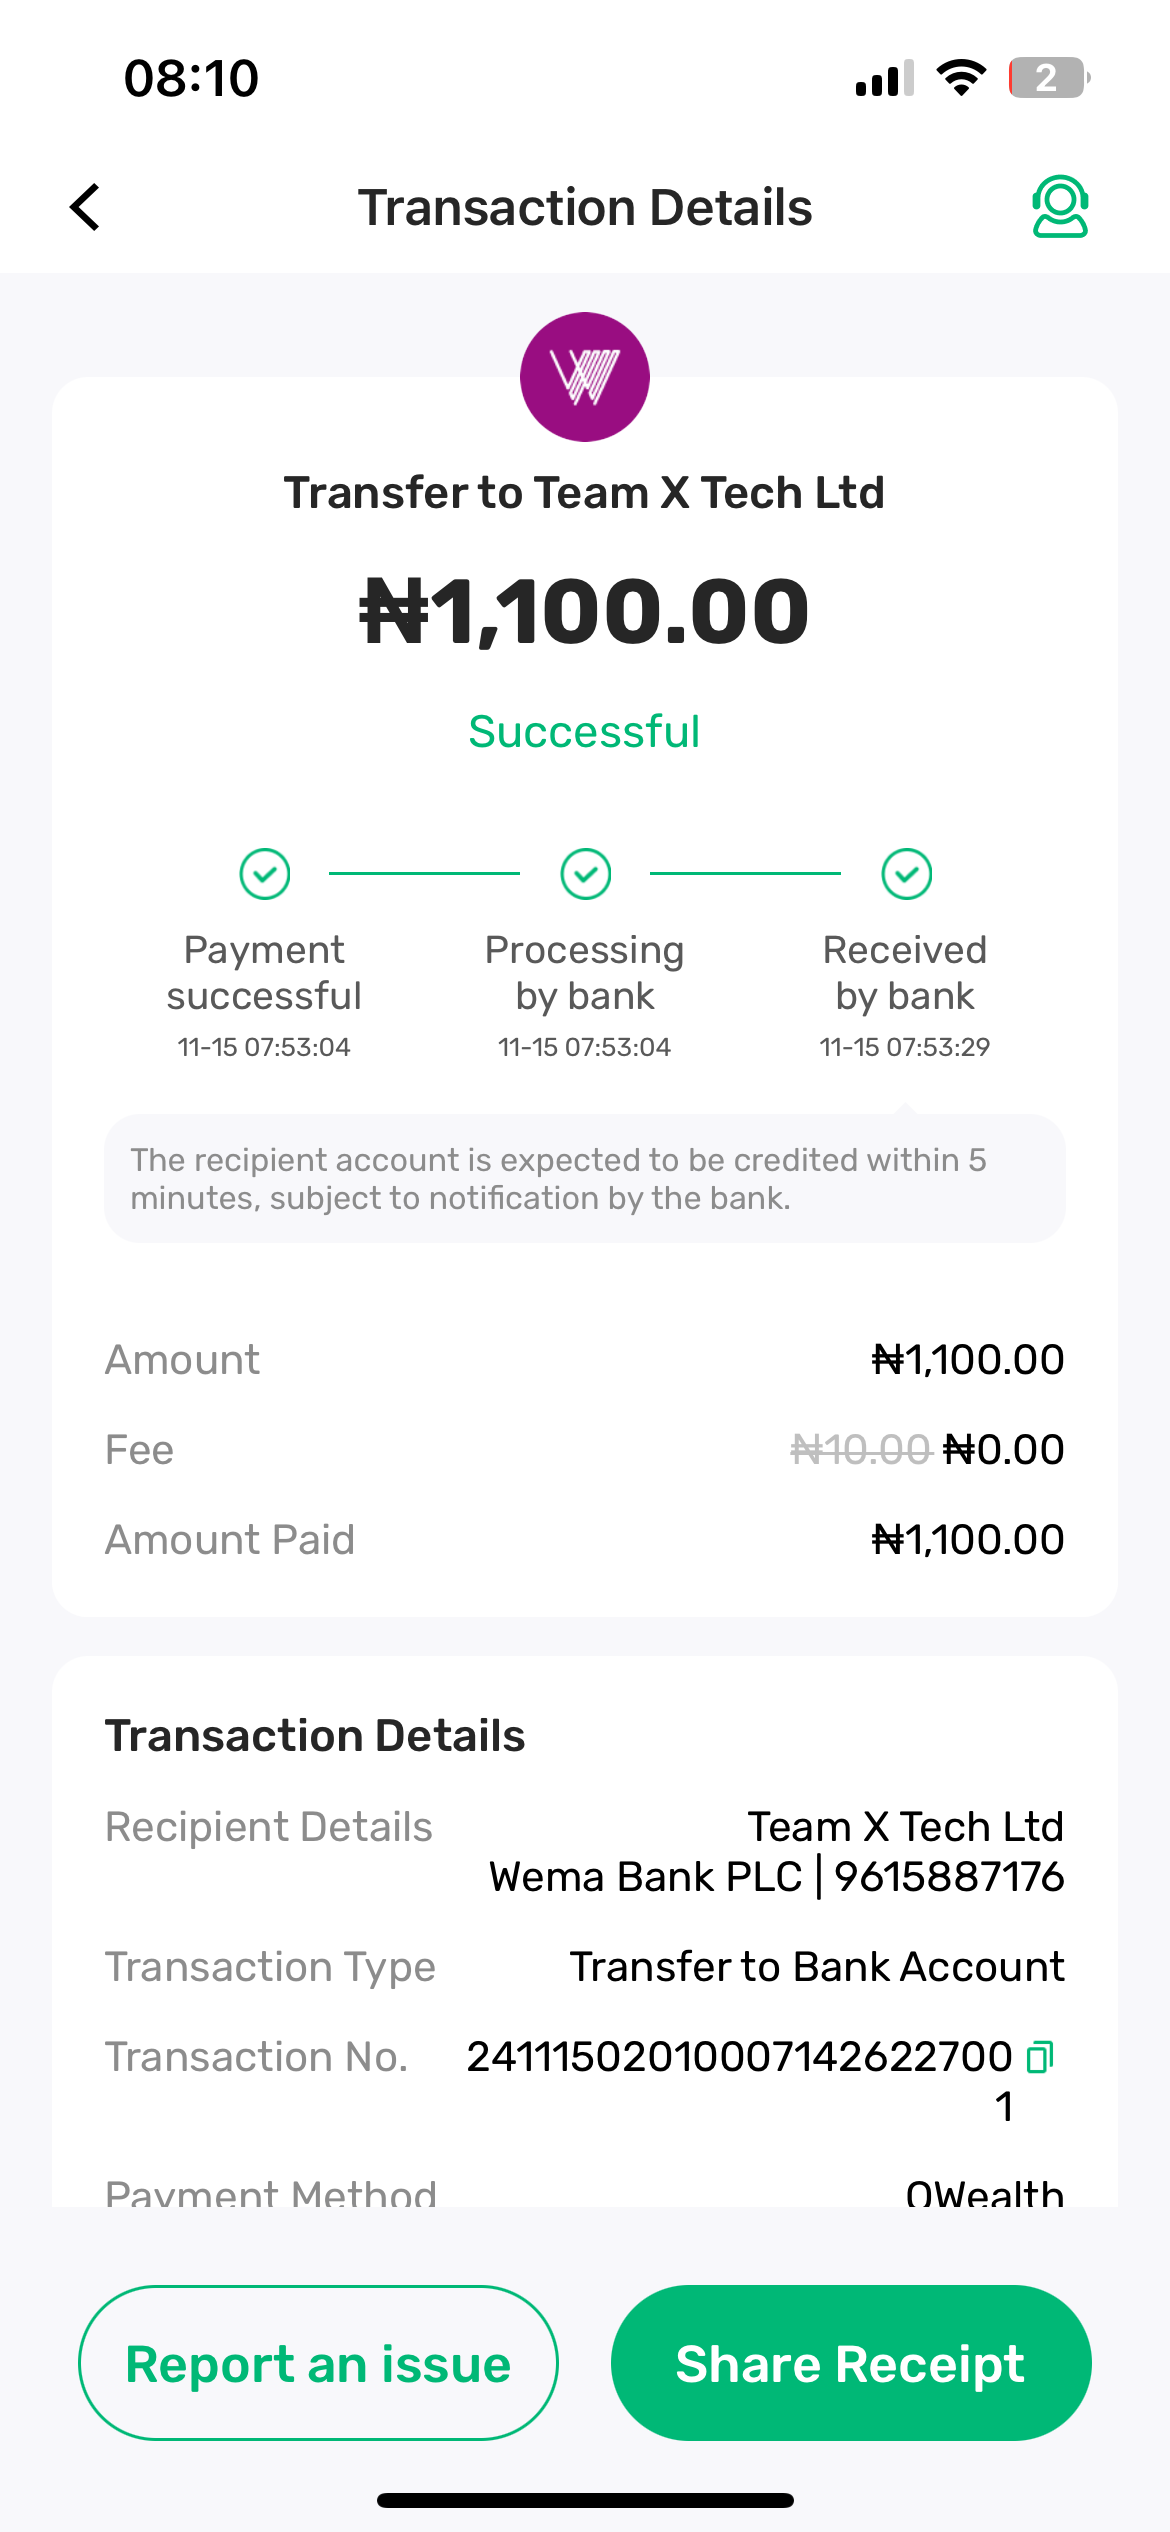 08:10
2
Transaction Details
Transfer to Team X Tech Ltd
₦1,100.00
Successful
Payment
successful
11-15 07:53:04
Processing
by bank
11-15 07:53:04
Received
by bank
11-15 07:53:29
The recipient account is expected to be credited within 5
minutes, subject to notification by the bank.
Amount ₦1,100.00
Fee ₦10.00 ₦0.00
Amount Paid ₦1,100.00
Transaction Details
Recipient Details Team X Tech Ltd
Wema Bank PLC | 9615887176
Transaction Type Transfer to Bank Account
Transaction No. 24111502010007142622700
1
Payment Method OWealth
Report an issue
Share Receipt